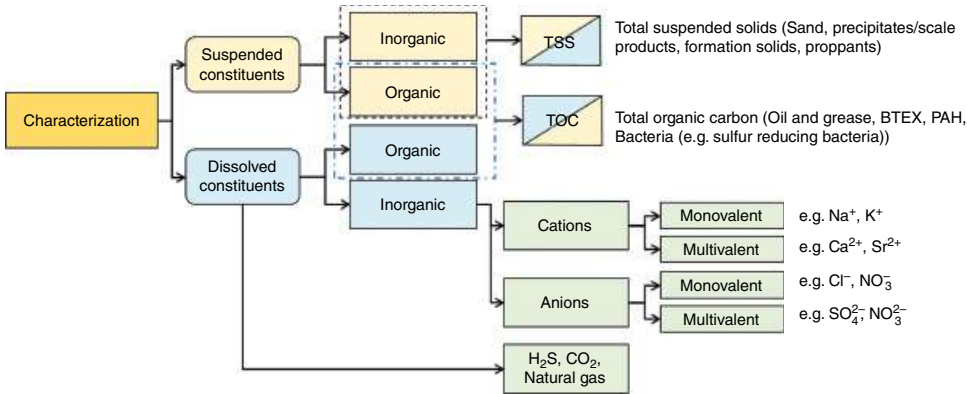 Characterization
Suspended
constituents
Dissolved
constituents
Inorganic
Organic
Organic
Inorganic
TSS
Total suspended solids (Sand, precipitates/scale
products, formation solids, proppants)
TOC
Total organic carbon (Oil and grease, BTEX, PAH,
Bacteria (e.g. sulfur reducing bacteria))
Cations
Monovalent
e.g. Na⁺, K⁺
Multivalent
e.g. Ca²⁺, Sr²⁺
Anions
Monovalent
e.g. Cl⁻, NO₃⁻
Multivalent
e.g. SO₄²⁻, NO₃²⁻
H₂S, CO₂,
Natural gas